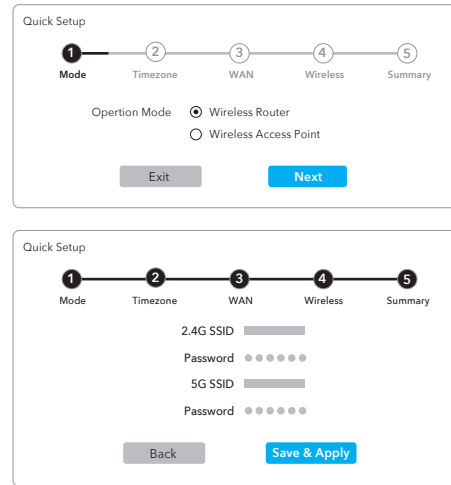 Quick Setup
1 2 3 4 5
Mode Timezone WAN Wireless Summary
Opertion Mode Wireless Router
Wireless Access Point
Exit Next
Quick Setup
1 2 3 4 5
Mode Timezone WAN Wireless Summary
2.4G SSID
Password
5G SSID
Password
Back Save & Apply